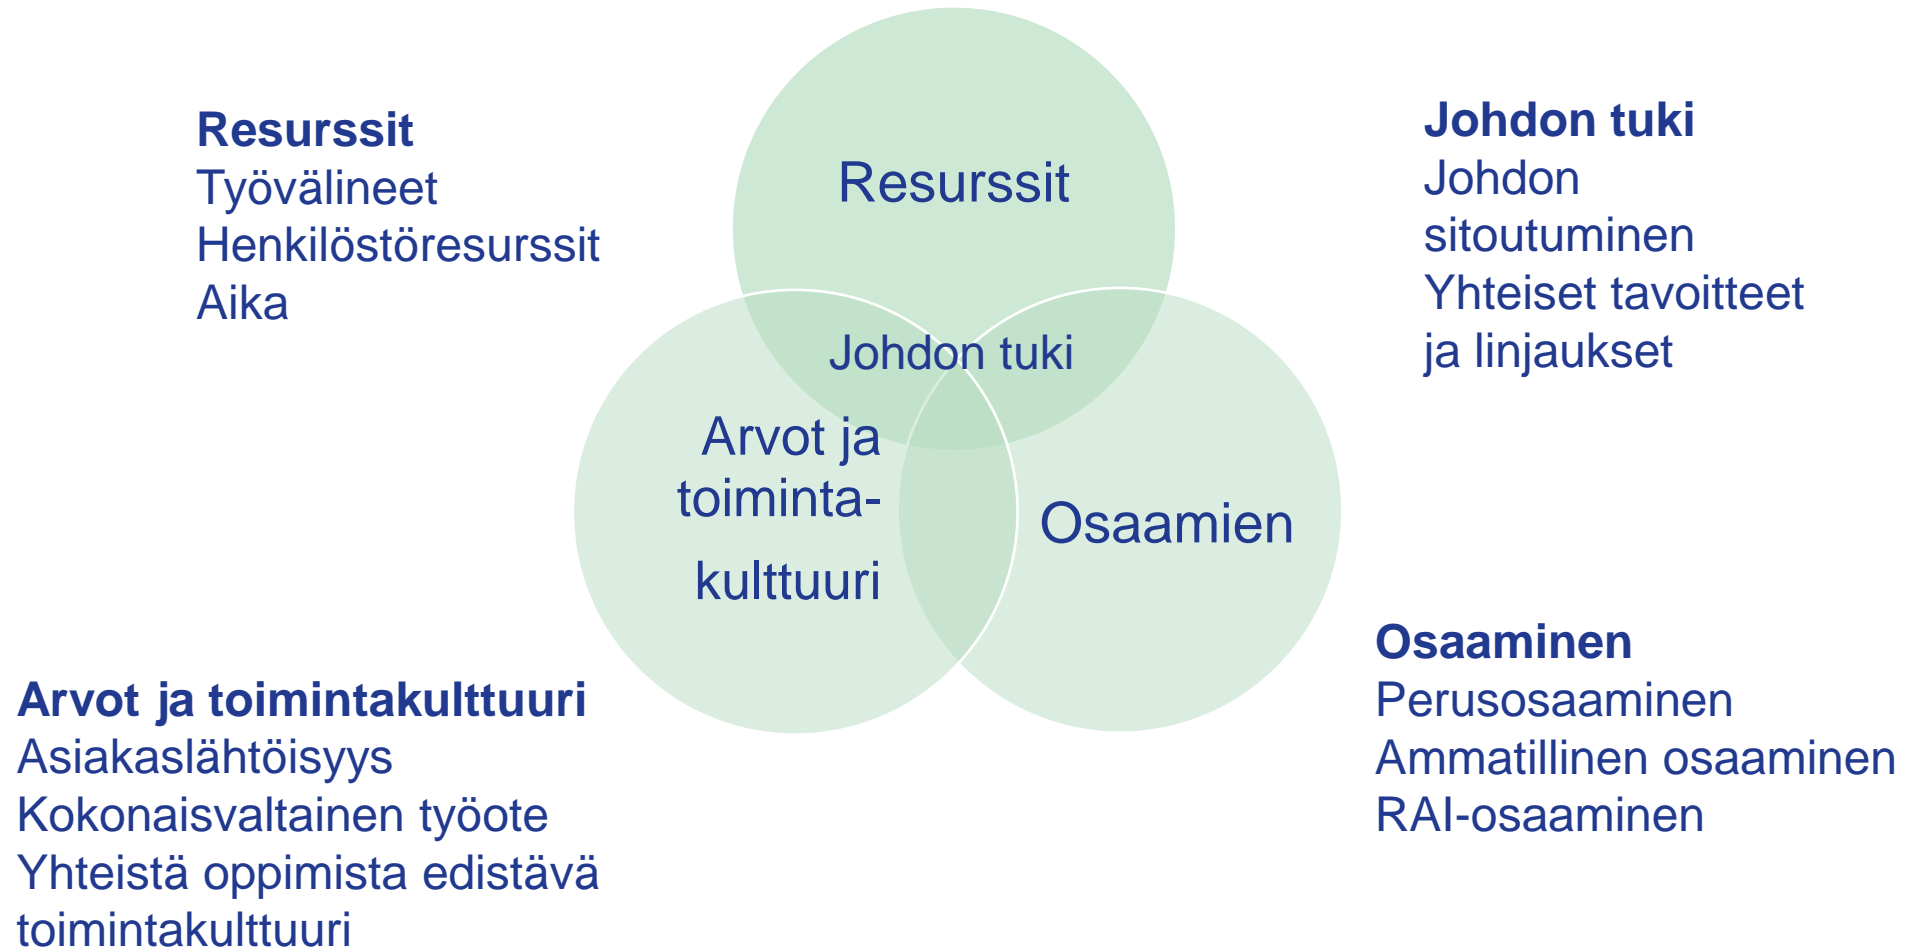 Resurssit
Työvälineet
Henkilöstöresurssit
Aika
Resurssit
Johdon tuki
Arvot ja
toiminta-
kulttuuri
Osaamien
Johdon tuki
Johdon
sitoutuminen
Yhteiset tavoitteet
ja linjaukset
Arvot ja toimintakulttuuri
Asiakaslähtöisyys
Kokonaisvaltainen työote
Yhteistä oppimista edistävä
toimintakulttuuri
Osaaminen
Perusosaaminen
Ammatillinen osaaminen
RAI-osaaminen